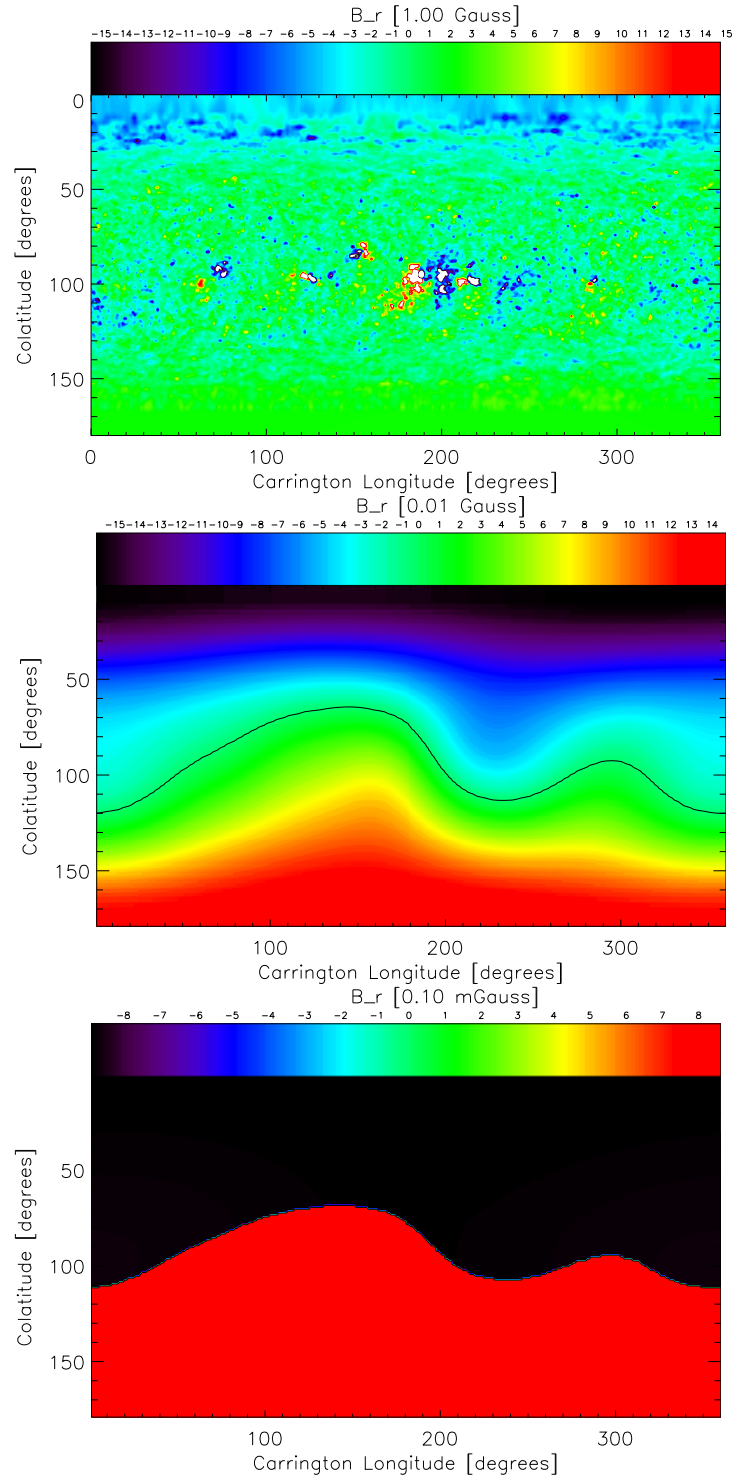 B_r [1.00 Gauss]
-15 -14 -13 -12 -11 -10 -9 -8 -7 -6 -5 -4 -3 -2 -1 0 1 2 3 4 5 6 7 8 9 10 11 12 13 14 15
0
50
100
150
Colatitude [degrees]
0 100 200 300
Carrington Longitude [degrees]
B_r [0.01 Gauss]
-15 -14 -13 -12 -11 -10 -9 -8 -7 -6 -5 -4 -3 -2 -1 0 1 2 3 4 5 6 7 8 9 10 11 12 13 14
50
100
150
Colatitude [degrees]
100 200 300
Carrington Longitude [degrees]
B_r [0.10 mGauss]
-8 -7 -6 -5 -4 -3 -2 -1 0 1 2 3 4 5 6 7 8
50
100
150
Colatitude [degrees]
100 200 300
Carrington Longitude [degrees]